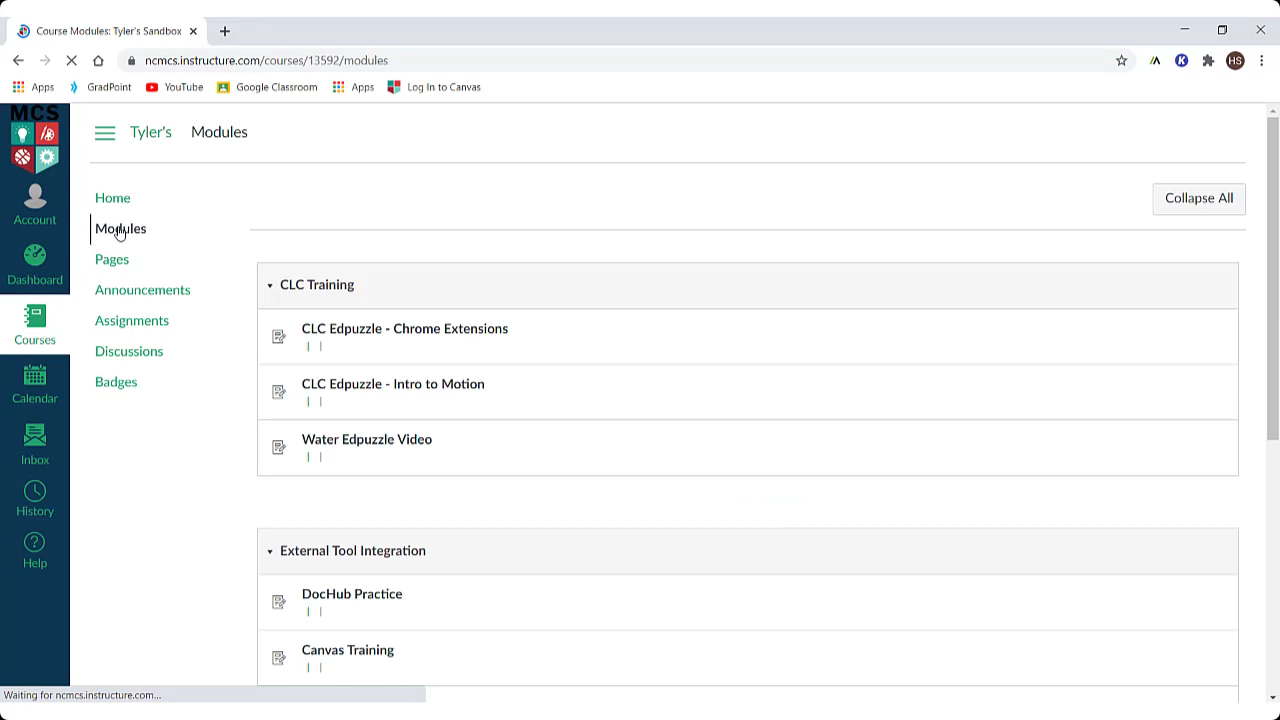 Course Modules: Tyler's Sandbox
ncmcs.instructure.com/courses/13592/modules
HS
Apps GradPoint YouTube Google Classroom Apps Log In to Canvas
MCS
Account
Dashboard
Courses
Calendar
Inbox
History
Help
Tyler's Modules
Home
Modules
Pages
Announcements
Assignments
Discussions
Badges
Collapse All
CLC Training
CLC Edpuzzle - Chrome Extensions
| |
CLC Edpuzzle - Intro to Motion
| |
Water Edpuzzle Video
| |
External Tool Integration
DocHub Practice
| |
Canvas Training
| |
Waiting for ncmcs.instructure.com...